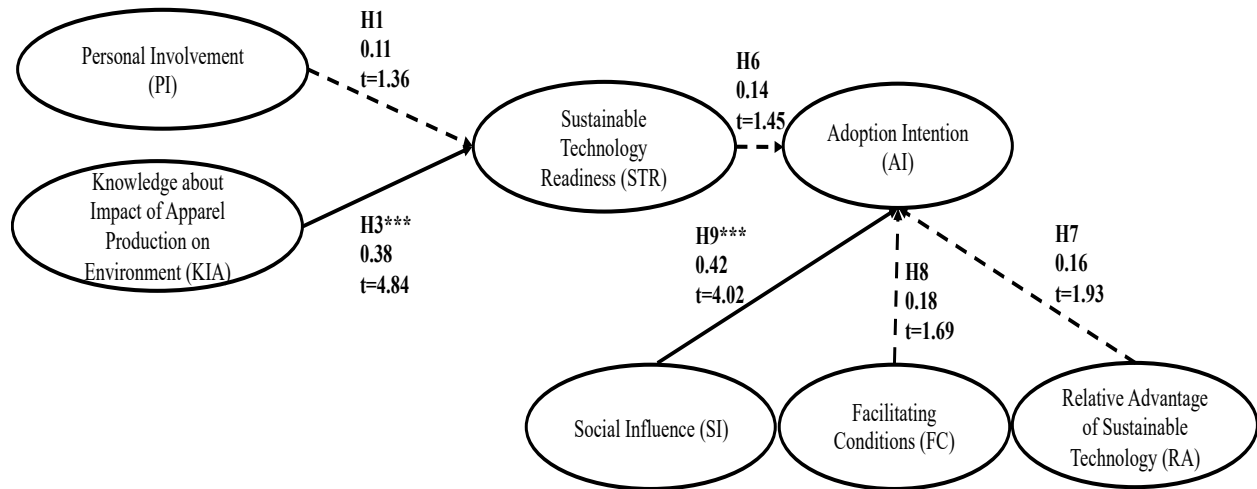 H1
0.11
t=1.36
Personal Involvement
(PI)
H6
0.14
t=1.45
Sustainable
Technology
Readiness (STR)
Adoption Intention
(AI)
Knowledge about
Impact of Apparel
Production on
Environment (KIA)
H3***
0.38
t=4.84
H9***
0.42
t=4.02
H8
0.18
t=1.69
H7
0.16
t=1.93
Social Influence (SI)
Facilitating
Conditions (FC)
Relative Advantage
of Sustainable
Technology (RA)